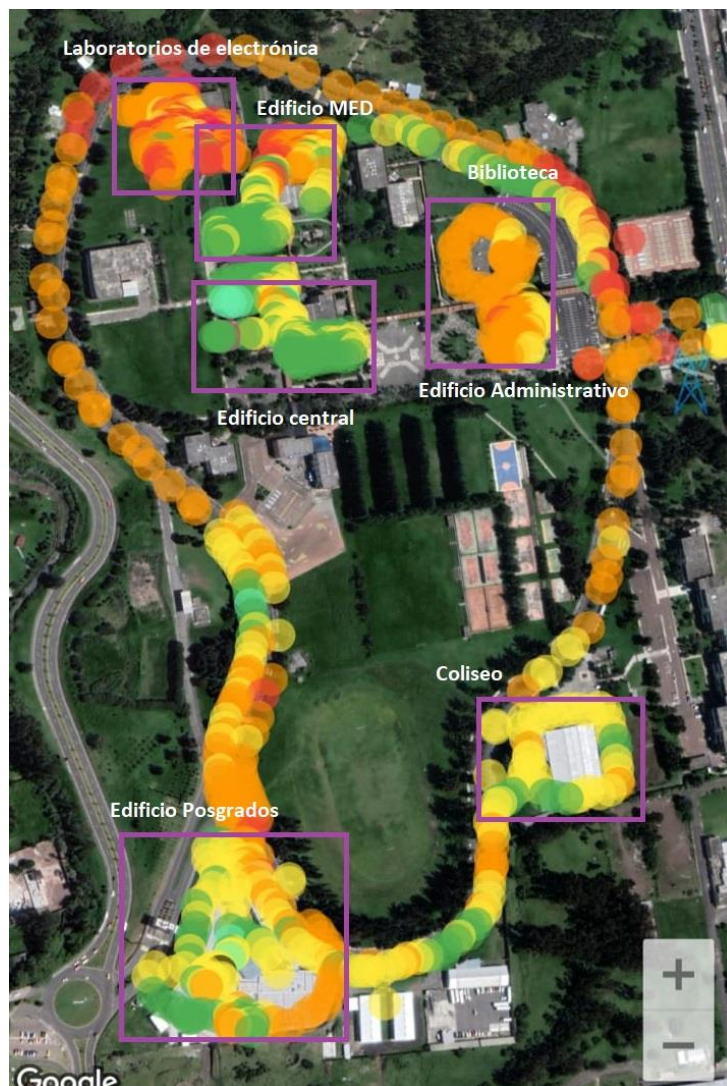 Laboratorios de electrónica
Edificio MED
Biblioteca
Edificio Administrativo
Edificio central
Coliseo
Edificio Posgrados
Google